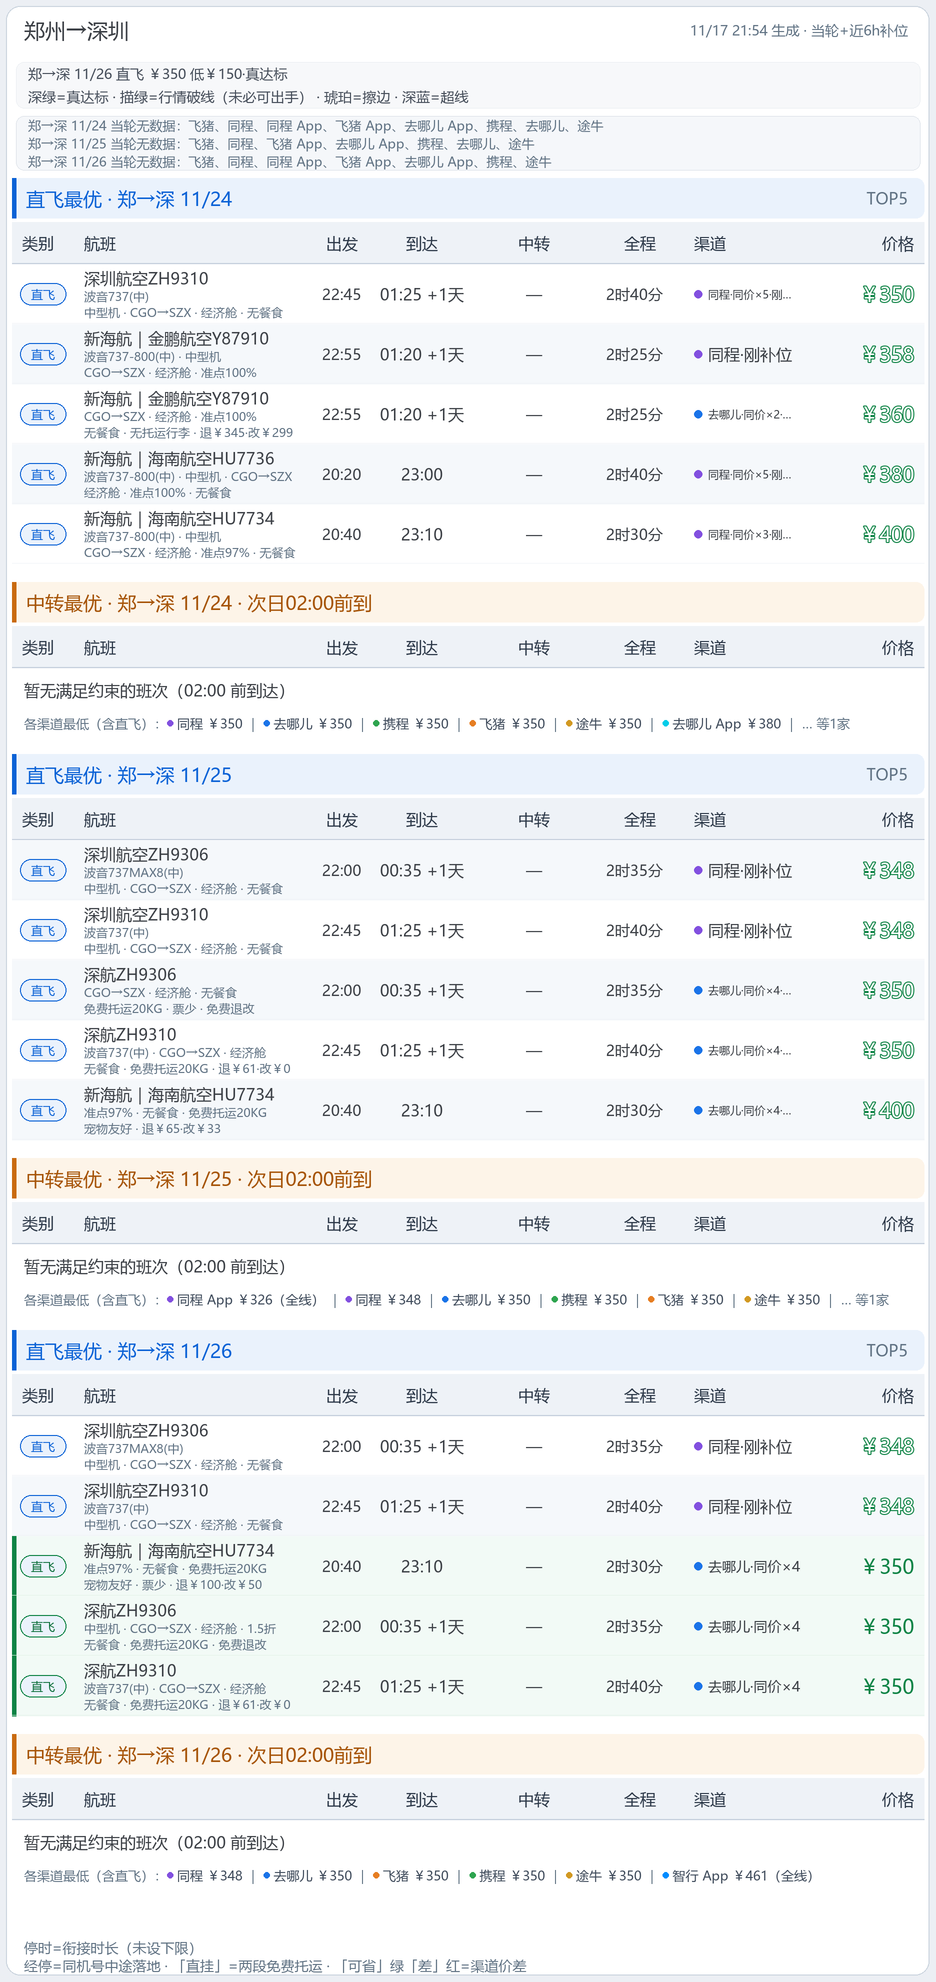 郑州→深圳
11/17 21:54 生成 · 当轮+近6h补位
郑→深 11/26 直飞 ¥350 低¥150·真达标
深绿=真达标 · 描绿=行情破线（未必可出手） · 琥珀=擦边 · 深蓝=超线
郑→深 11/24 当轮无数据：飞猪、同程、同程 App、飞猪 App、去哪儿 App、携程、去哪儿、途牛
郑→深 11/25 当轮无数据：飞猪、同程、飞猪 App、去哪儿 App、携程、去哪儿、途牛
郑→深 11/26 当轮无数据：飞猪、同程、同程 App、飞猪 App、去哪儿 App、携程、途牛
直飞最优 · 郑→深 11/24 TOP5
类别 航班 出发 到达 中转 全程 渠道 价格
深圳航空ZH9310
直飞 波音737(中) 22:45 01:25 +1天 — 2时40分 同程·同价×5·刚… ¥350
中型机 · CGO→SZX · 经济舱 · 无餐食
新海航｜金鹏航空Y87910
直飞 波音737-800(中) · 中型机 22:55 01:20 +1天 — 2时25分 同程·刚补位 ¥358
CGO→SZX · 经济舱 · 准点100%
新海航｜金鹏航空Y87910
直飞 CGO→SZX · 经济舱 · 准点100% 22:55 01:20 +1天 — 2时25分 去哪儿·同价×2·… ¥360
无餐食 · 无托运行李 · 退¥345·改¥299
新海航｜海南航空HU7736
直飞 波音737-800(中) · 中型机 · CGO→SZX 20:20 23:00 — 2时40分 同程·同价×5·刚… ¥380
经济舱 · 准点100% · 无餐食
新海航｜海南航空HU7734
直飞 波音737-800(中) · 中型机 20:40 23:10 — 2时30分 同程·同价×3·刚… ¥400
CGO→SZX · 经济舱 · 准点97% · 无餐食
中转最优 · 郑→深 11/24 · 次日02:00前到
类别 航班 出发 到达 中转 全程 渠道 价格
暂无满足约束的班次（02:00 前到达）
各渠道最低（含直飞）： 同程 ¥350 | 去哪儿 ¥350 | 携程 ¥350 | 飞猪 ¥350 | 途牛 ¥350 | 去哪儿 App ¥380 | … 等1家
直飞最优 · 郑→深 11/25 TOP5
类别 航班 出发 到达 中转 全程 渠道 价格
深圳航空ZH9306
直飞 波音737MAX8(中) 22:00 00:35 +1天 — 2时35分 同程·刚补位 ¥348
中型机 · CGO→SZX · 经济舱 · 无餐食
深圳航空ZH9310
直飞 波音737(中) 22:45 01:25 +1天 — 2时40分 同程·刚补位 ¥348
中型机 · CGO→SZX · 经济舱 · 无餐食
深航ZH9306
直飞 CGO→SZX · 经济舱 · 无餐食 22:00 00:35 +1天 — 2时35分 去哪儿·同价×4·… ¥350
免费托运20KG · 票少 · 免费退改
深航ZH9310
直飞 波音737(中) · CGO→SZX · 经济舱 22:45 01:25 +1天 — 2时40分 去哪儿·同价×4·… ¥350
无餐食 · 免费托运20KG · 退¥61·改¥0
新海航｜海南航空HU7734
直飞 准点97% · 无餐食 · 免费托运20KG 20:40 23:10 — 2时30分 去哪儿·同价×4·… ¥400
宠物友好 · 退¥65·改¥33
中转最优 · 郑→深 11/25 · 次日02:00前到
类别 航班 出发 到达 中转 全程 渠道 价格
暂无满足约束的班次（02:00 前到达）
各渠道最低（含直飞）： 同程 App ¥326（全线） | 同程 ¥348 | 去哪儿 ¥350 | 携程 ¥350 | 飞猪 ¥350 | 途牛 ¥350 | … 等1家
直飞最优 · 郑→深 11/26 TOP5
类别 航班 出发 到达 中转 全程 渠道 价格
深圳航空ZH9306
直飞 波音737MAX8(中) 22:00 00:35 +1天 — 2时35分 同程·刚补位 ¥348
中型机 · CGO→SZX · 经济舱 · 无餐食
深圳航空ZH9310
直飞 波音737(中) 22:45 01:25 +1天 — 2时40分 同程·刚补位 ¥348
中型机 · CGO→SZX · 经济舱 · 无餐食
新海航｜海南航空HU7734
直飞 准点97% · 无餐食 · 免费托运20KG 20:40 23:10 — 2时30分 去哪儿·同价×4 ¥350
宠物友好 · 票少 · 退¥100·改¥50
深航ZH9306
直飞 中型机 · CGO→SZX · 经济舱 · 1.5折 22:00 00:35 +1天 — 2时35分 去哪儿·同价×4 ¥350
无餐食 · 免费托运20KG · 免费退改
深航ZH9310
直飞 波音737(中) · CGO→SZX · 经济舱 22:45 01:25 +1天 — 2时40分 去哪儿·同价×4 ¥350
无餐食 · 免费托运20KG · 退¥61·改¥0
中转最优 · 郑→深 11/26 · 次日02:00前到
类别 航班 出发 到达 中转 全程 渠道 价格
暂无满足约束的班次（02:00 前到达）
各渠道最低（含直飞）： 同程 ¥348 | 去哪儿 ¥350 | 飞猪 ¥350 | 携程 ¥350 | 途牛 ¥350 | 智行 App ¥461（全线）
停时=衔接时长（未设下限）
经停=同机号中途落地 · 「直挂」=两段免费托运 · 「可省」绿「差」红=渠道价差